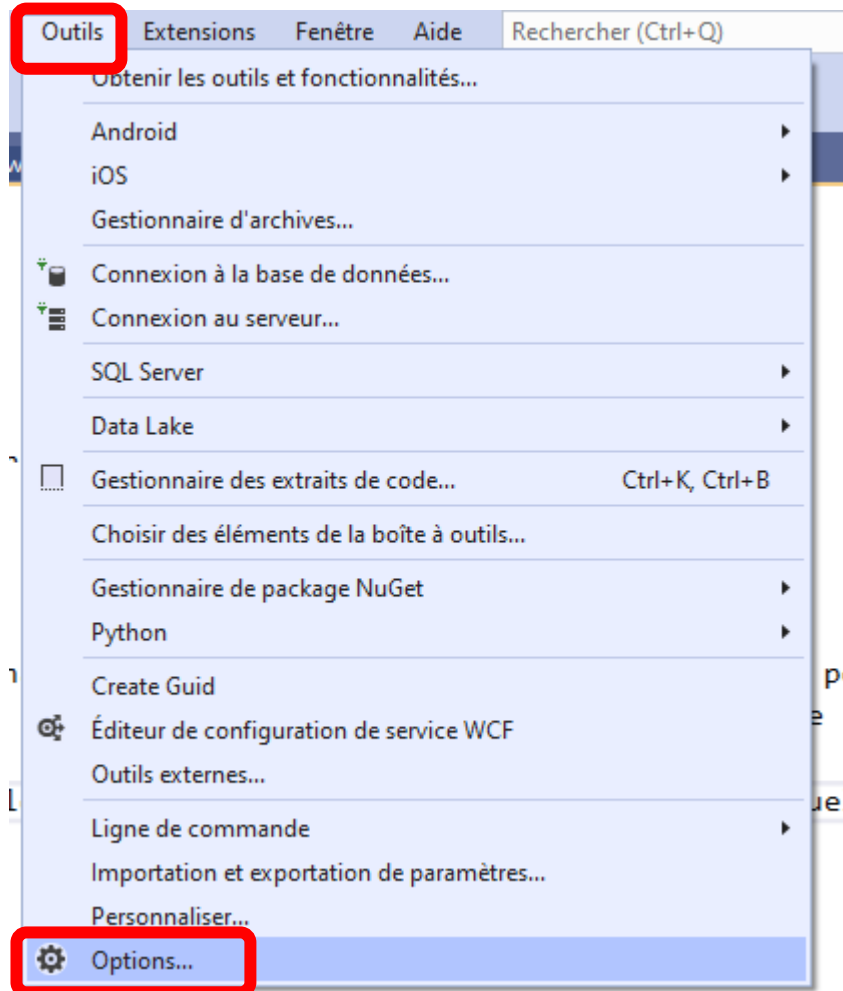 Outils Extensions Fenêtre Aide Rechercher (Ctrl+Q)
Obtenir les outils et fonctionnalités...
Android
iOS
Gestionnaire d'archives...
Connexion à la base de données...
Connexion au serveur...
SQL Server
Data Lake
Gestionnaire des extraits de code... Ctrl+K, Ctrl+B
Choisir des éléments de la boîte à outils...
Gestionnaire de package NuGet
Python
Create Guid
Éditeur de configuration de service WCF
Outils externes...
Ligne de commande
Importation et exportation de paramètres...
Personnaliser...
Options...